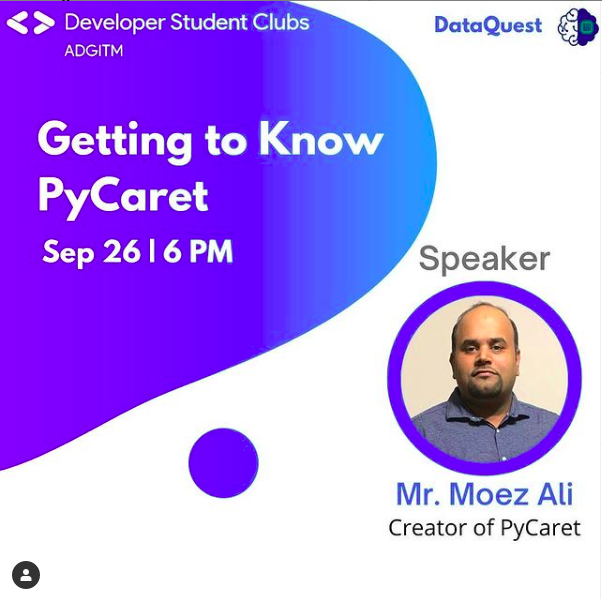 Developer Student Clubs
ADGITM
DataQuest
Getting to Know
PyCaret
Sep 26 | 6 PM
Speaker
Mr. Moez Ali
Creator of PyCaret